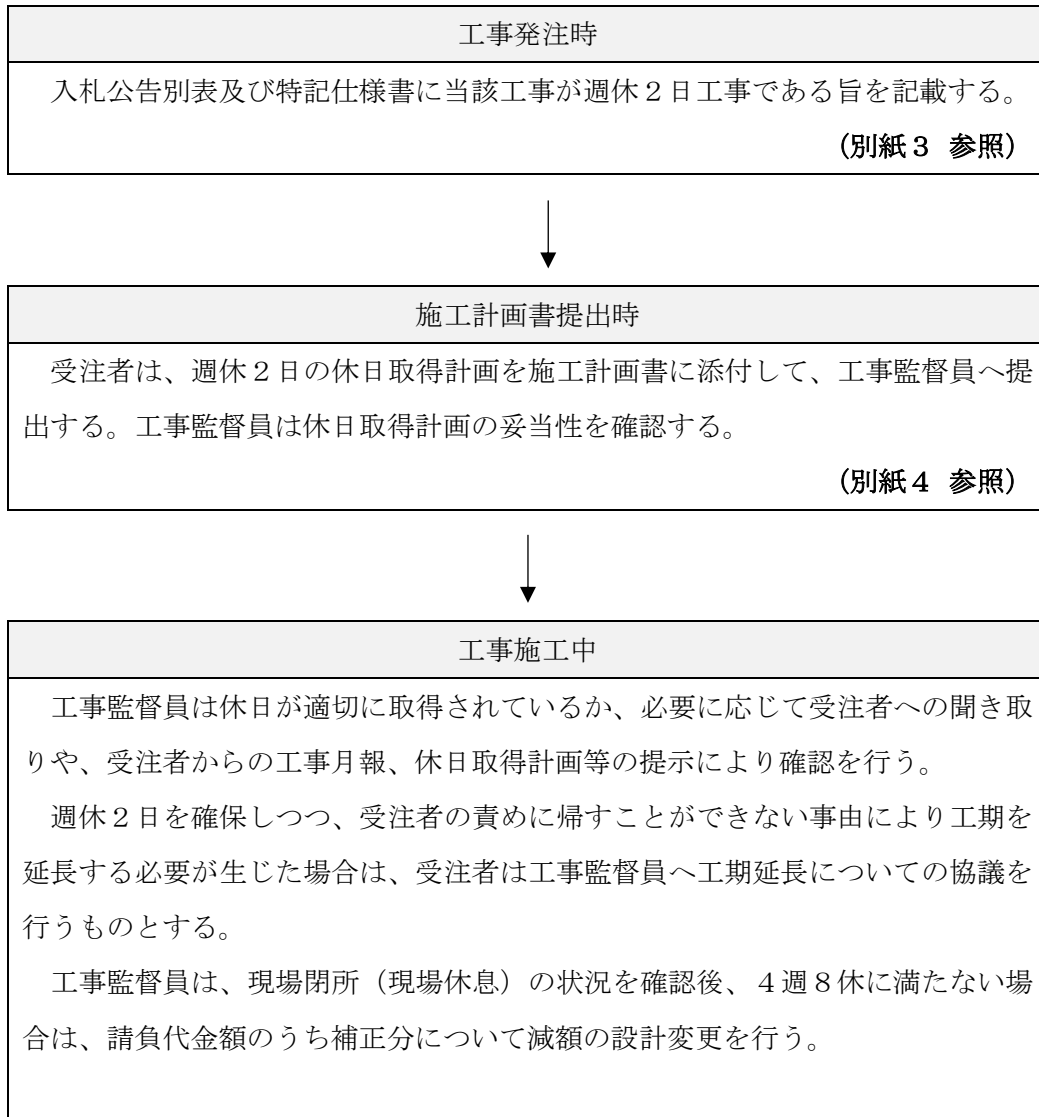 工事発注時
入札公告別表及び特記仕様書に当該工事が週休２日工事である旨を記載する。
（別紙３ 参照）
施工計画書提出時
受注者は、週休２日の休日取得計画を施工計画書に添付して、工事監督員へ提
出する。工事監督員は休日取得計画の妥当性を確認する。
（別紙４ 参照）
工事施工中
工事監督員は休日が適切に取得されているか、必要に応じて受注者への聞き取
りや、受注者からの工事月報、休日取得計画等の提示により確認を行う。
週休２日を確保しつつ、受注者の責めに帰すことができない事由により工期を
延長する必要が生じた場合は、受注者は工事監督員へ工期延長についての協議を
行うものとする。
工事監督員は、現場閉所（現場休息）の状況を確認後、４週８休に満たない場
合は、請負代金額のうち補正分について減額の設計変更を行う。